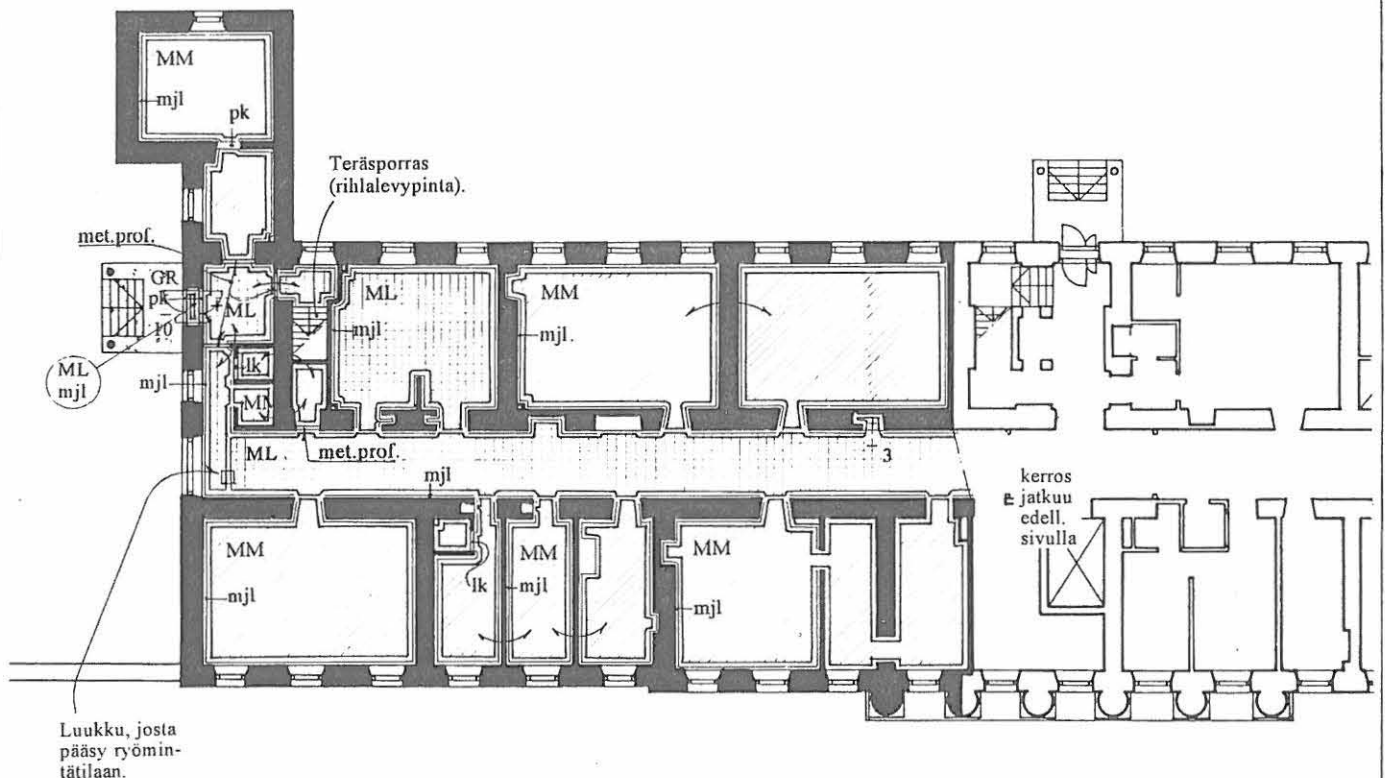 MM
mjl
pk
Teräsporras
(rihlalevypinta).
met.prof.
GR
pk
ML
10
ML
mjl
MM
mjl.
ML
mjl
mjl
lk
MM
ML
met.prof.
mjl
3
kerros
jatkuu
edell.
sivulla
MM
mjl
lk
MM
mjl
MM
mjl
Luukku, josta
pääsy ryömin-
tätilaan.